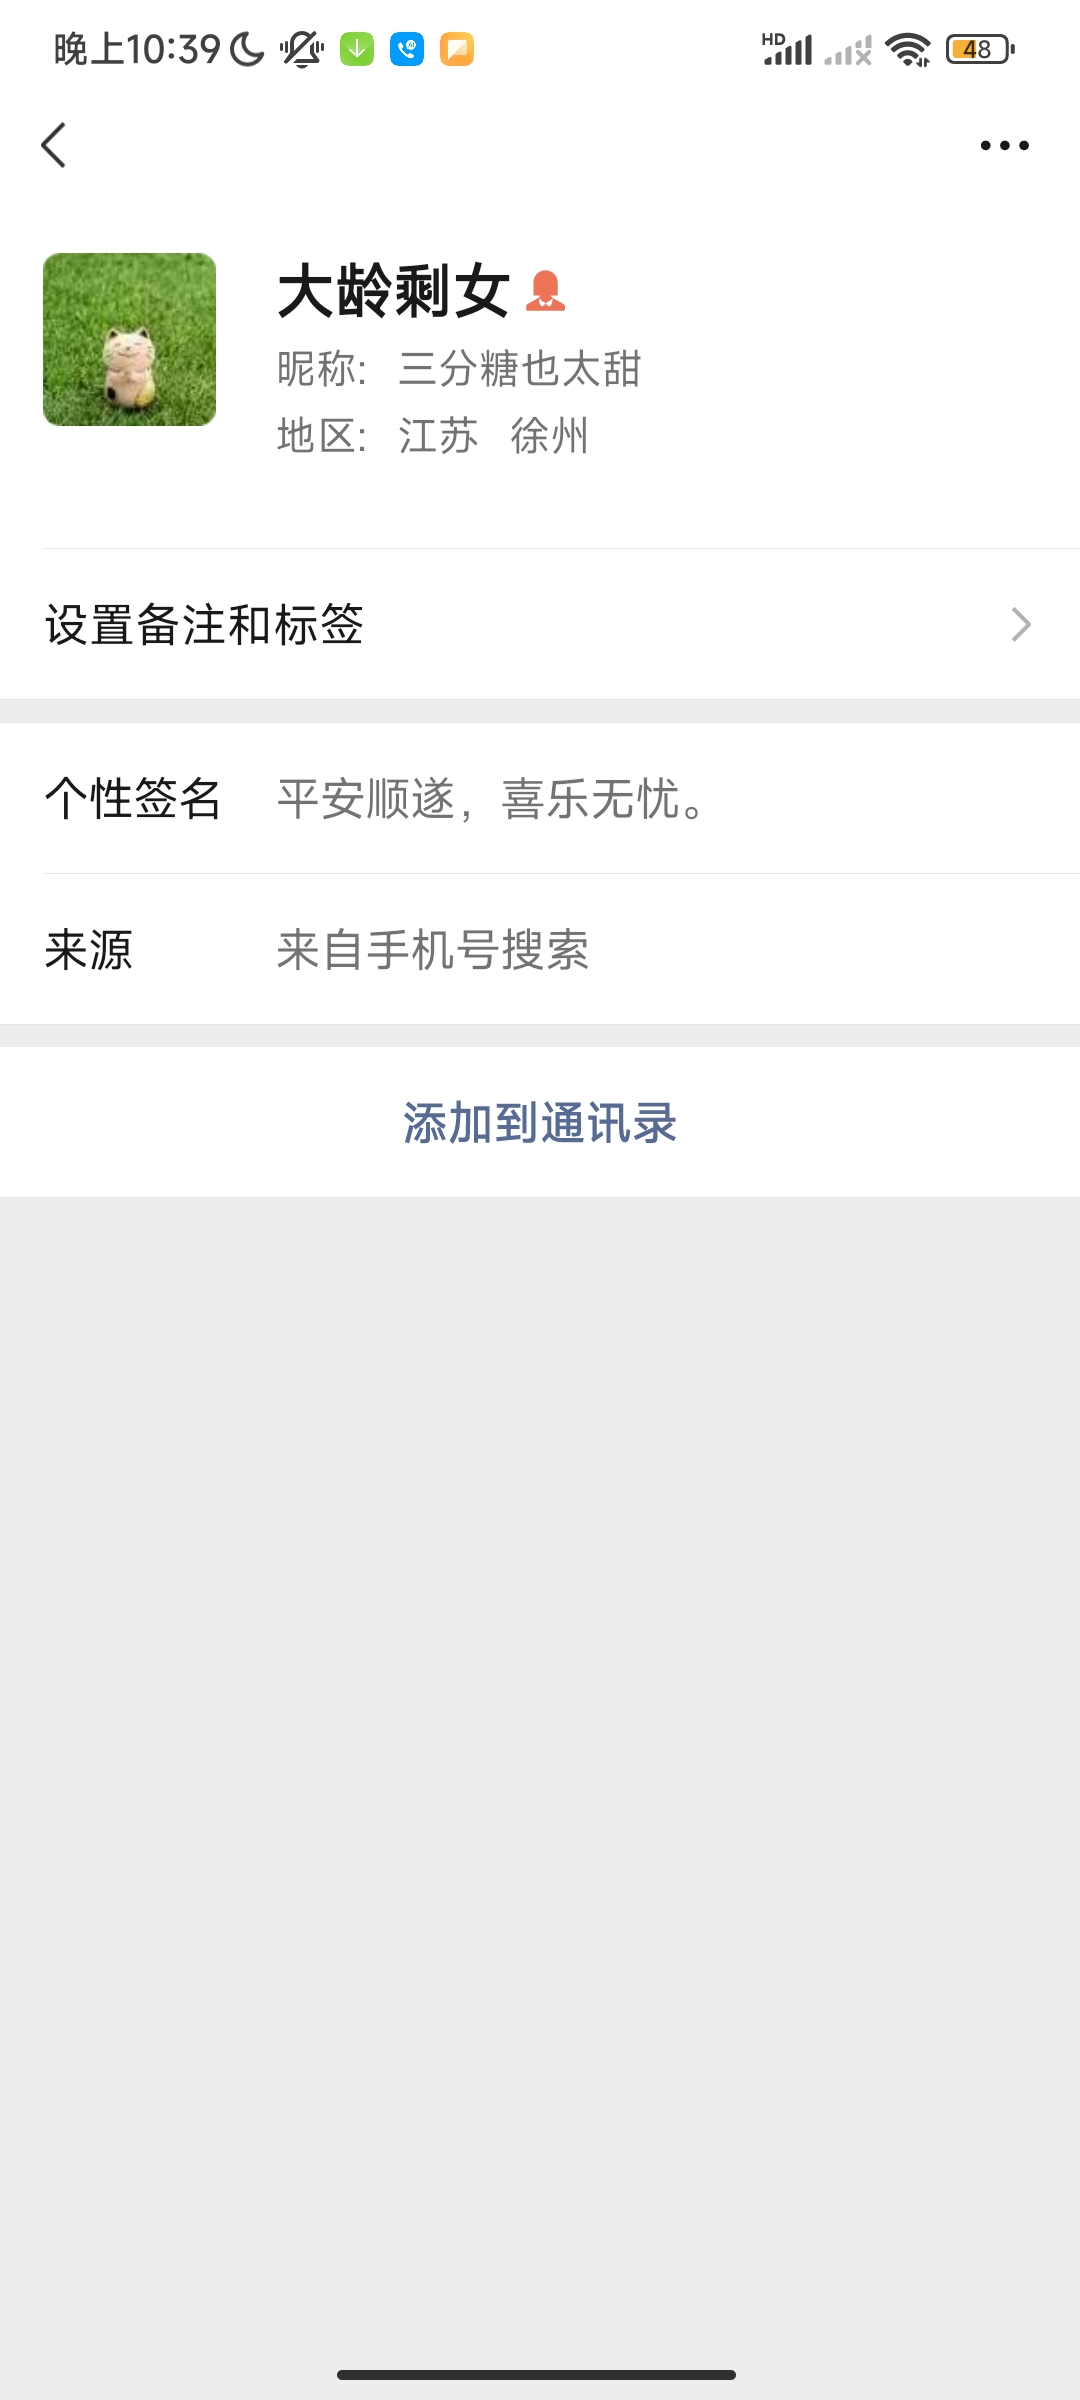 晚上10:39
HD
48
大龄剩女
昵称: 三分糖也太甜
地区: 江苏 徐州
设置备注和标签
个性签名 平安顺遂，喜乐无忧。
来源 来自手机号搜索
添加到通讯录